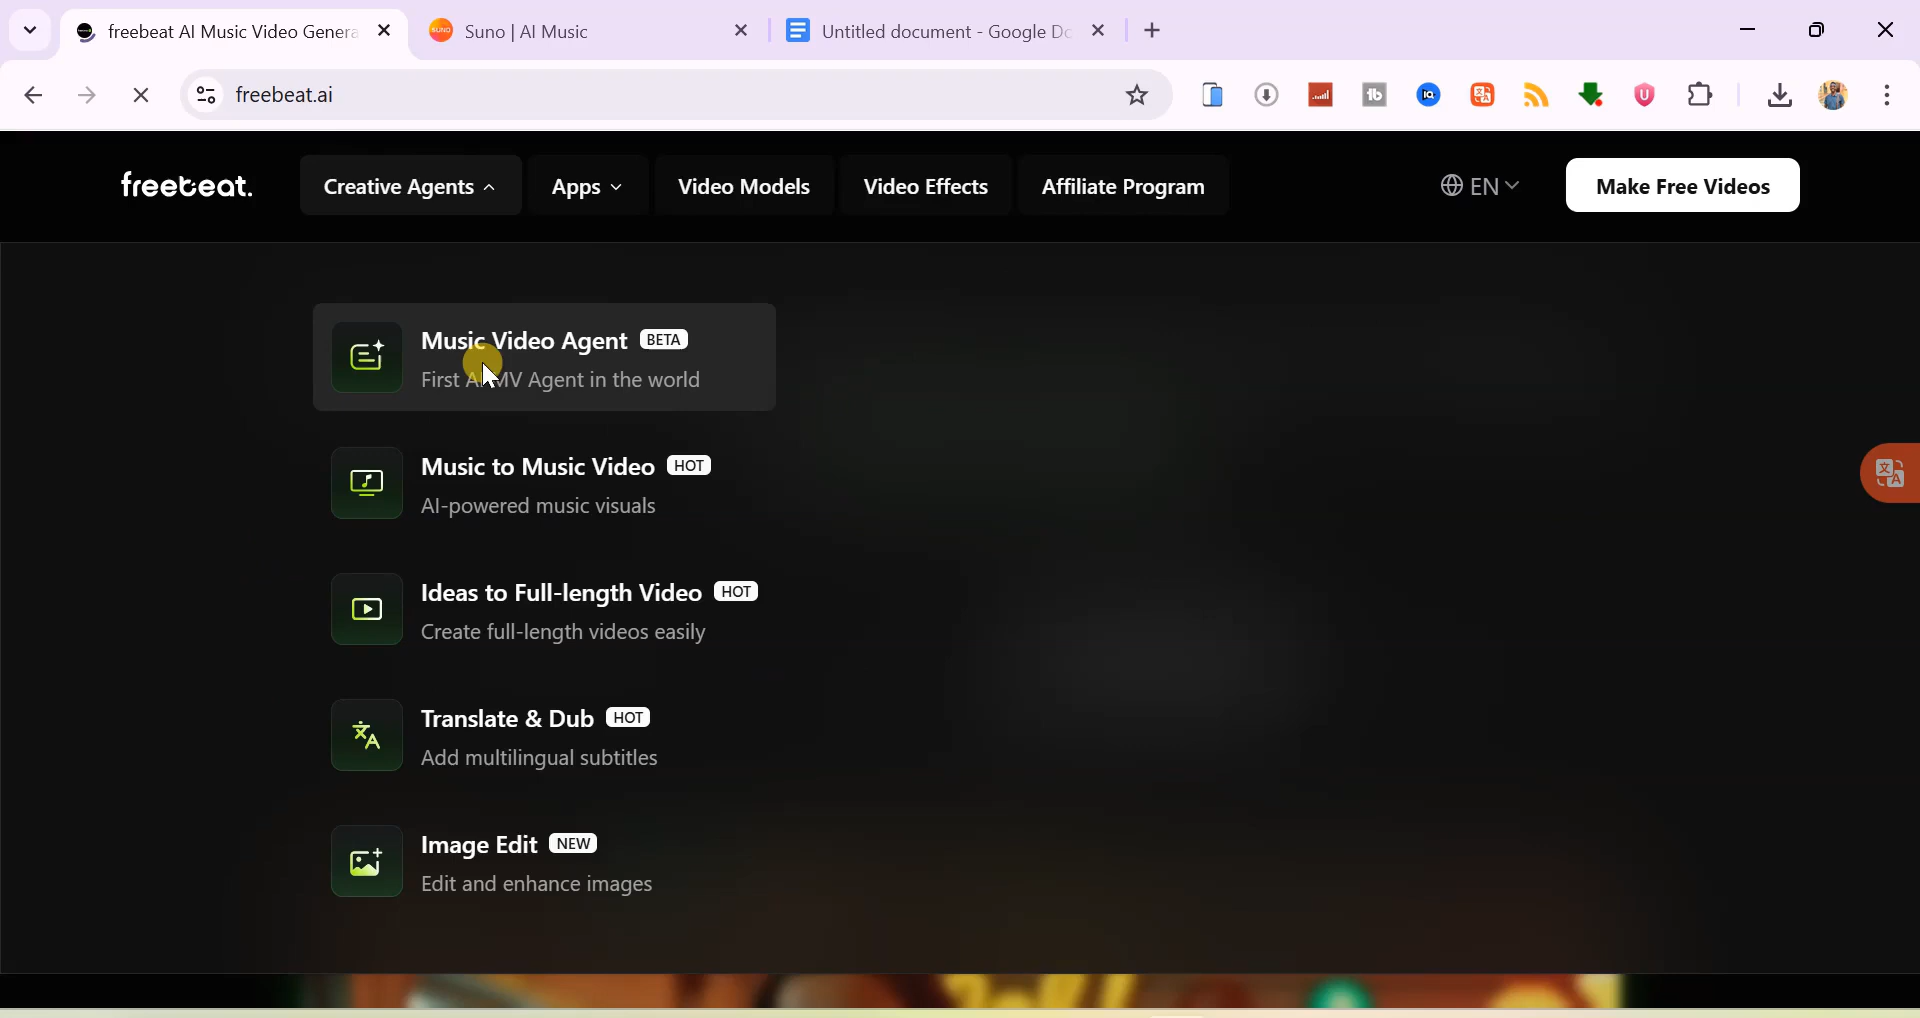 freebeat AI Music Video Genera
Suno | AI Music
Untitled document - Google Do
freebeat.ai
freebeat.
Creative Agents
Apps
Video Models
Video Effects
Affiliate Program
EN
Make Free Videos
Music Video Agent BETA
First AI MV Agent in the world
Music to Music Video HOT
AI-powered music visuals
Ideas to Full-length Video HOT
Create full-length videos easily
Translate & Dub HOT
Add multilingual subtitles
Image Edit NEW
Edit and enhance images